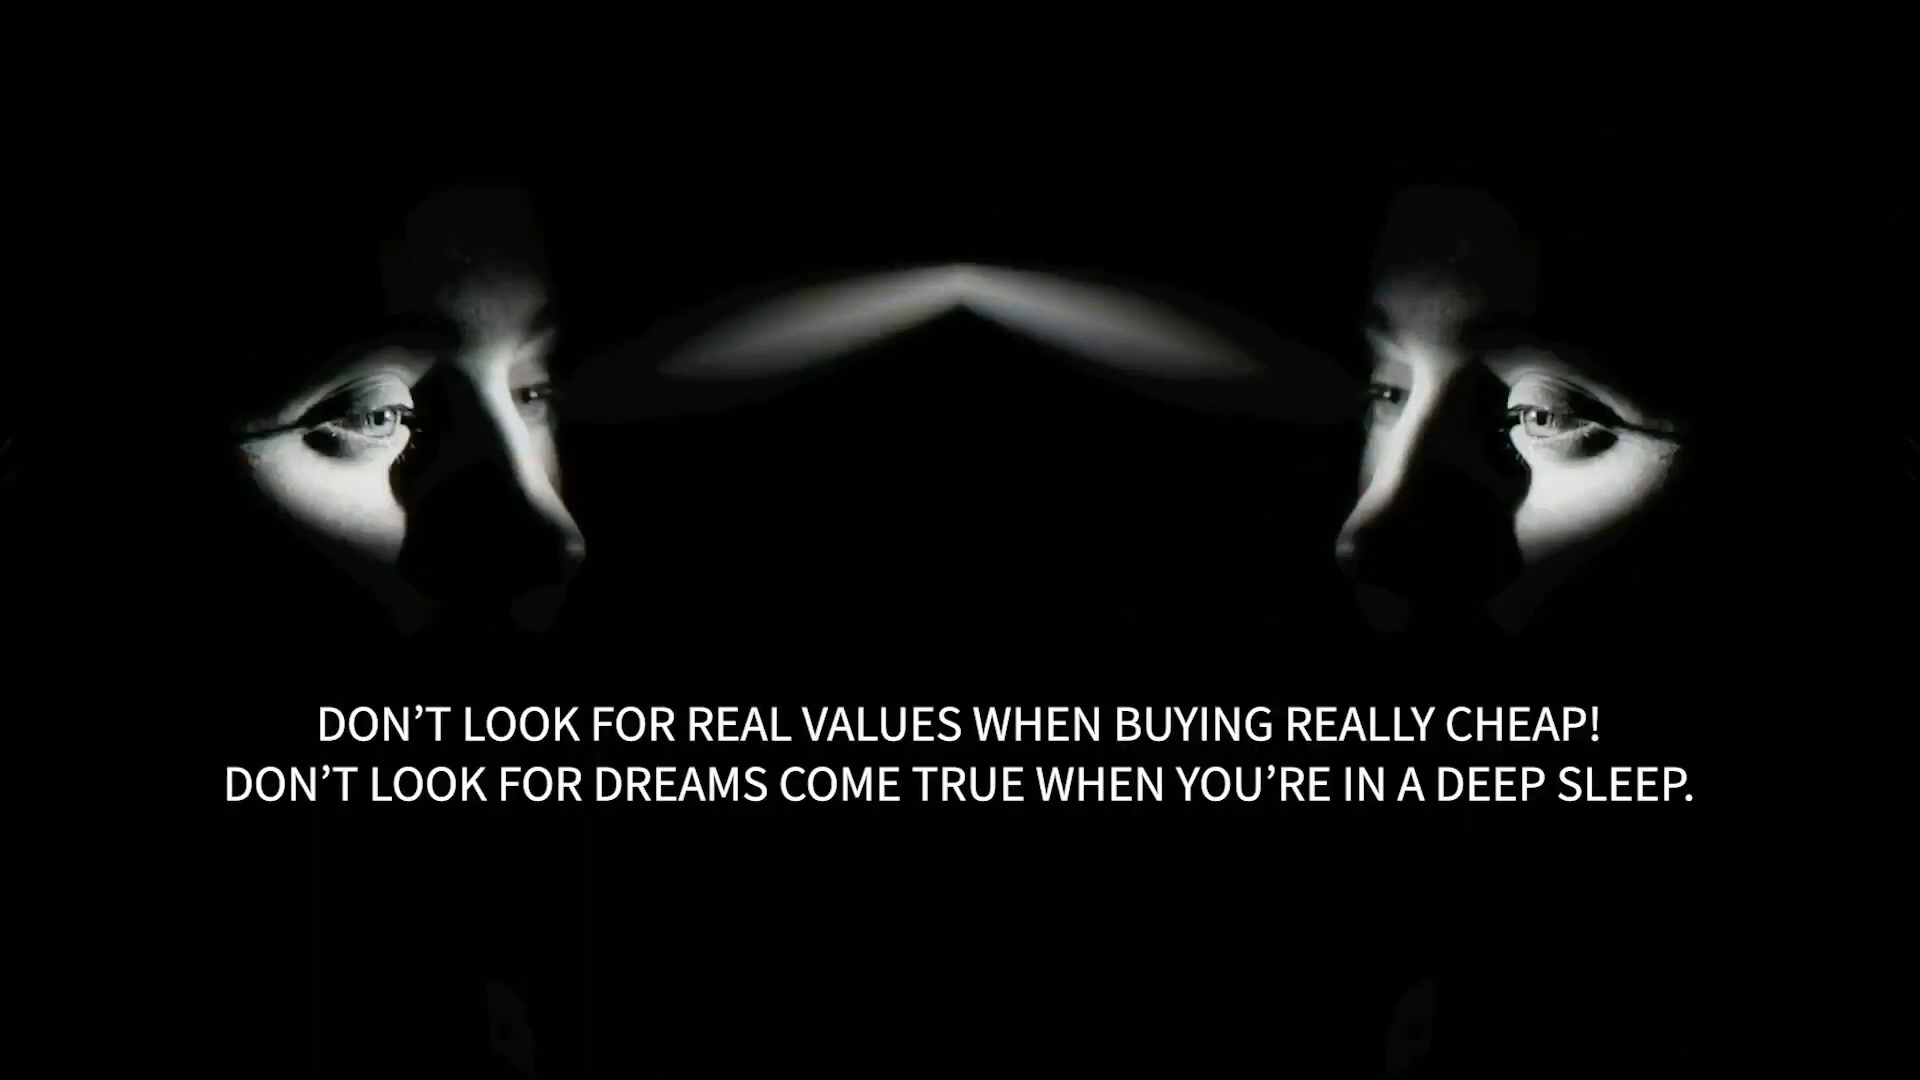 DON’T LOOK FOR REAL VALUES WHEN BUYING REALLY CHEAP!
DON’T LOOK FOR DREAMS COME TRUE WHEN YOU’RE IN A DEEP SLEEP.